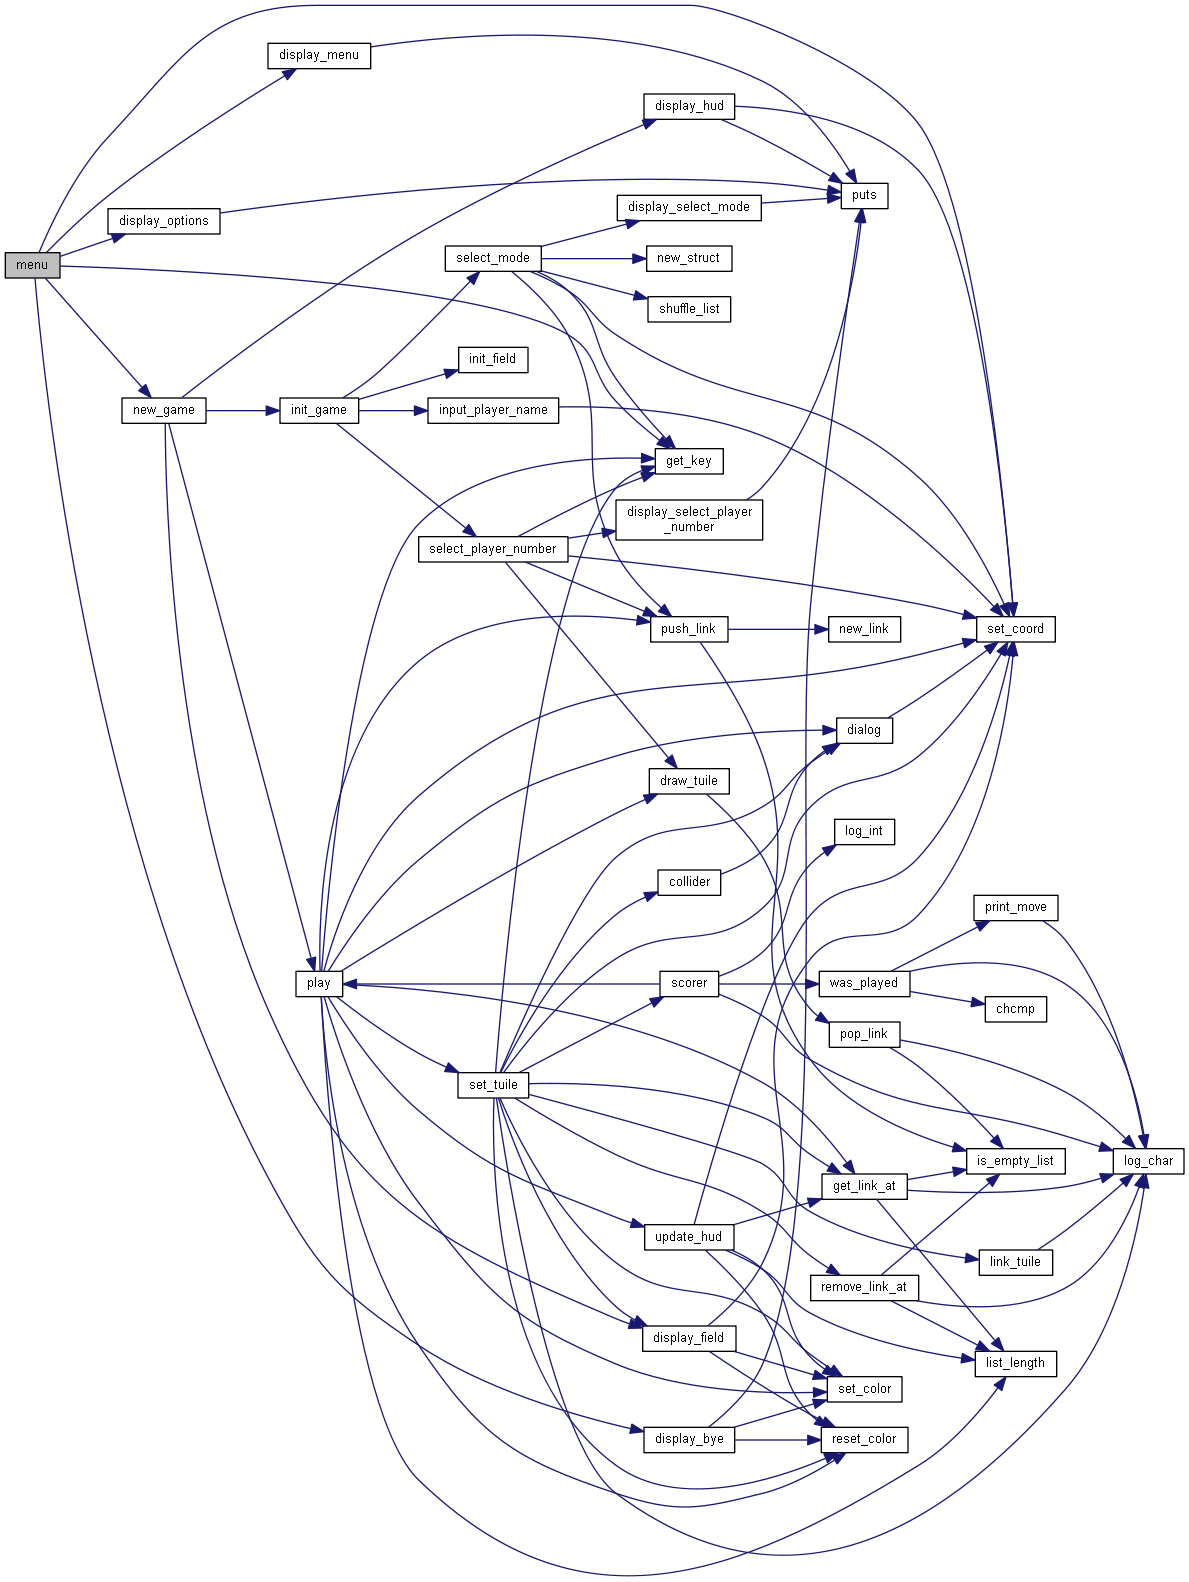 display_menu
display_hud
puts
display_select_mode
display_options
select_mode
new_struct
menu
shuffle_list
init_field
new_game
init_game
input_player_name
get_key
display_select_player
_number
select_player_number
push_link
new_link
set_coord
dialog
draw_tuile
log_int
collider
print_move
play
scorer
was_played
chcmp
pop_link
set_tuile
is_empty_list
log_char
get_link_at
update_hud
link_tuile
remove_link_at
display_field
list_length
set_color
display_bye
reset_color